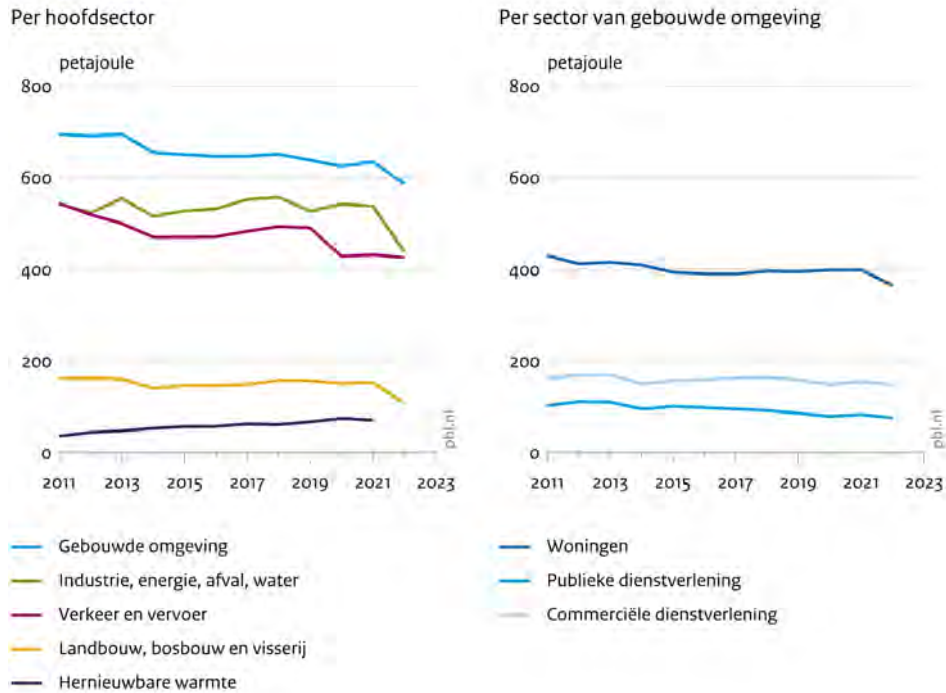 Per hoofdsector
petajoule
800
600
400
200
0
2011 2013 2015 2017 2019 2021 2023
pbl.nl
Gebouwde omgeving
Industrie, energie, afval, water
Verkeer en vervoer
Landbouw, bosbouw en visserij
Hernieuwbare warmte
Per sector van gebouwde omgeving
petajoule
800
600
400
200
0
2011 2013 2015 2017 2019 2021 2023
pbl.nl
Woningen
Publieke dienstverlening
Commerciële dienstverlening